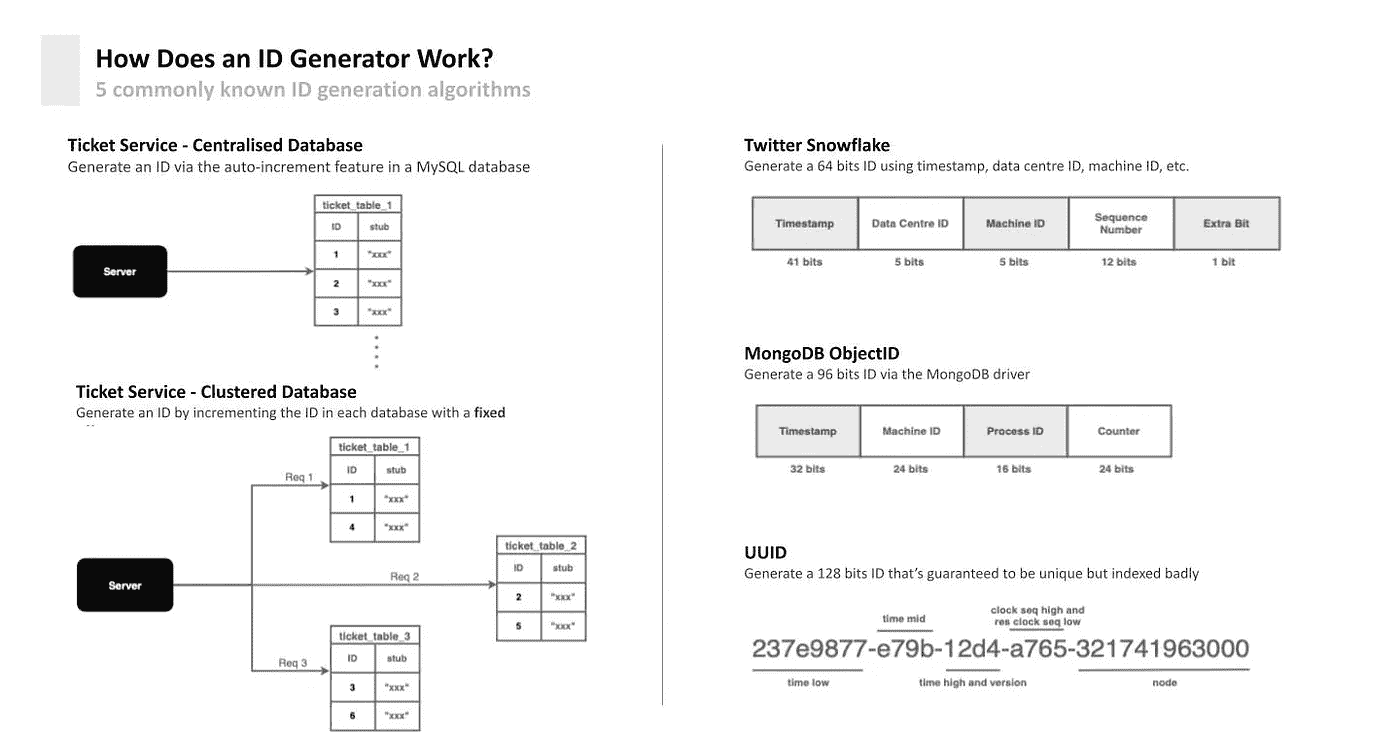 How Does an ID Generator Work?
5 commonly known ID generation algorithms
Ticket Service - Centralised Database
Generate an ID via the auto-increment feature in a MySQL database
ticket_table_1
ID stub
1 "xxx"
2 "xxx"
3 "xxx"
Server
Ticket Service - Clustered Database
Generate an ID by incrementing the ID in each database with a fixed
ticket_table_1
ID stub
1 "xxx"
4 "xxx"
Req 1
ticket_table_2
ID stub
2 "xxx"
5 "xxx"
Req 2
Server
ticket_table_3
ID stub
3 "xxx"
6 "xxx"
Req 3
Twitter Snowflake
Generate a 64 bits ID using timestamp, data centre ID, machine ID, etc.
Timestamp Data Centre ID Machine ID Sequence Number Extra Bit
41 bits 5 bits 5 bits 12 bits 1 bit
MongoDB ObjectID
Generate a 96 bits ID via the MongoDB driver
Timestamp Machine ID Process ID Counter
32 bits 24 bits 16 bits 24 bits
UUID
Generate a 128 bits ID that's guaranteed to be unique but indexed badly
time mid
clock seq high and
res clock seq low
237e9877-e79b-12d4-a765-321741963000
time low time high and version node